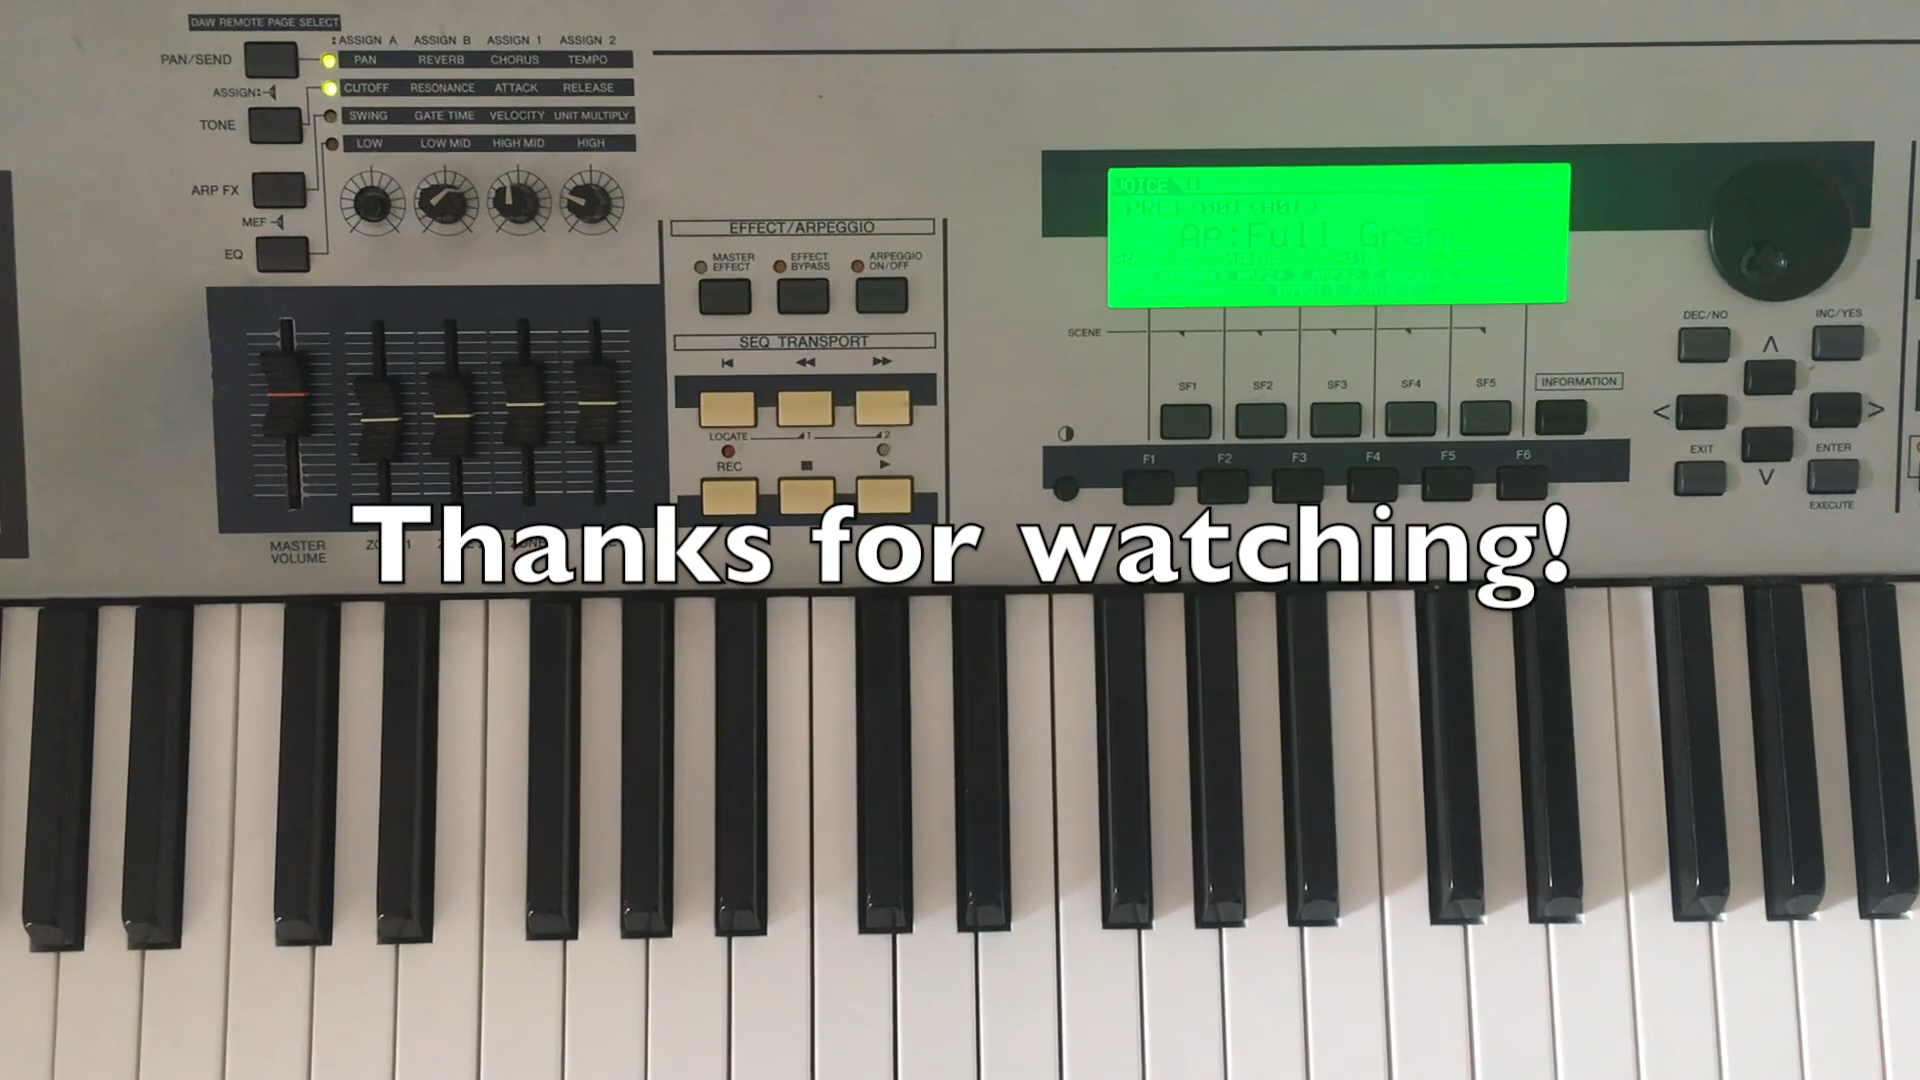 DAW REMOTE PAGE SELECT
ASSIGN A ASSIGN B ASSIGN 1 ASSIGN 2
PAN/SEND PAN REVERB CHORUS TEMPO
ASSIGN: CUTOFF RESONANCE ATTACK RELEASE
TONE SWING GATE TIME VELOCITY UNIT MULTIPLY
LOW LOW MID HIGH MID HIGH
ARP FX
MEF
EQ
EFFECT/ARPEGGIO
MASTER EFFECT
EFFECT BYPASS
ARPEGGIO ON/OFF
SEQ TRANSPORT
LOCATE 1 2
REC
MASTER
VOLUME
VOICE
PRE1:001(A01)
AP:Full Grand
SCENE
SF1 SF2 SF3 SF4 SF5 INFORMATION
F1 F2 F3 F4 F5 F6
DEC/NO INC/YES
EXIT ENTER
EXECUTE
Thanks for watching!